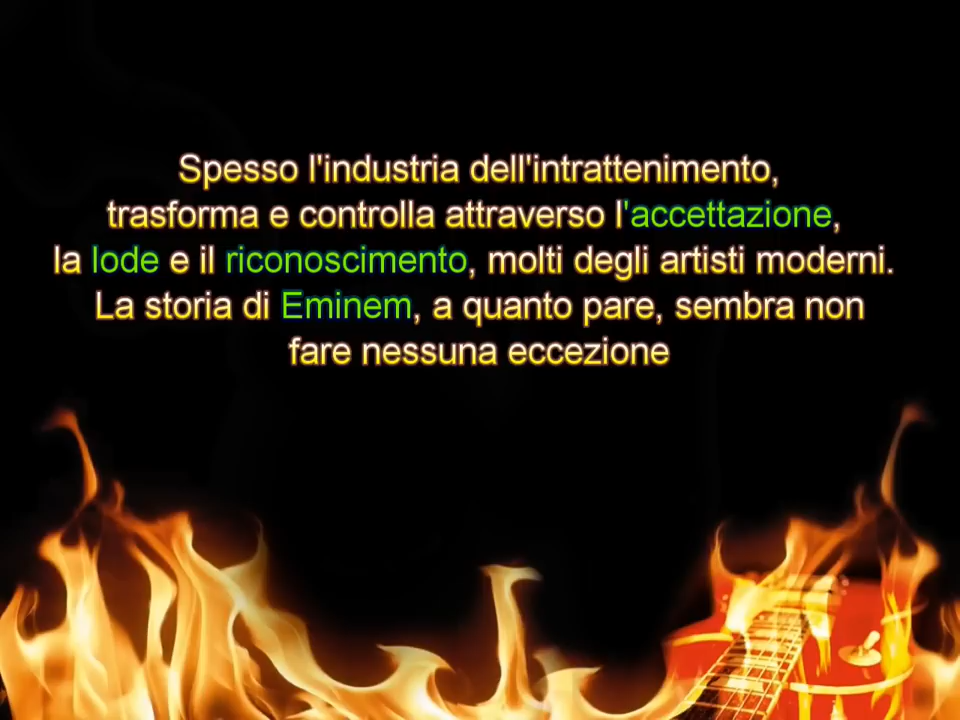 Spesso l'industria dell'intrattenimento,
trasforma e controlla attraverso l'accettazione,
la lode e il riconoscimento, molti degli artisti moderni.
La storia di Eminem, a quanto pare, sembra non
fare nessuna eccezione